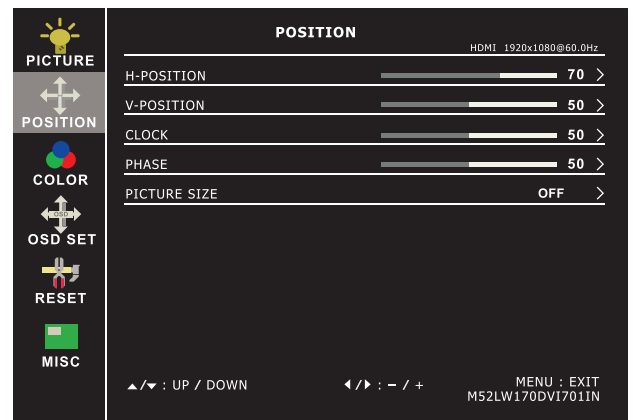 POSITION
HDMI 1920x1080@60.0Hz
PICTURE
POSITION
COLOR
OSD
OSD SET
RESET
MISC
H-POSITION 70
V-POSITION 50
CLOCK 50
PHASE 50
PICTURE SIZE OFF
▲/▼ : UP / DOWN ◀/▶ : − / + MENU : EXIT
M52LW170DVI701IN